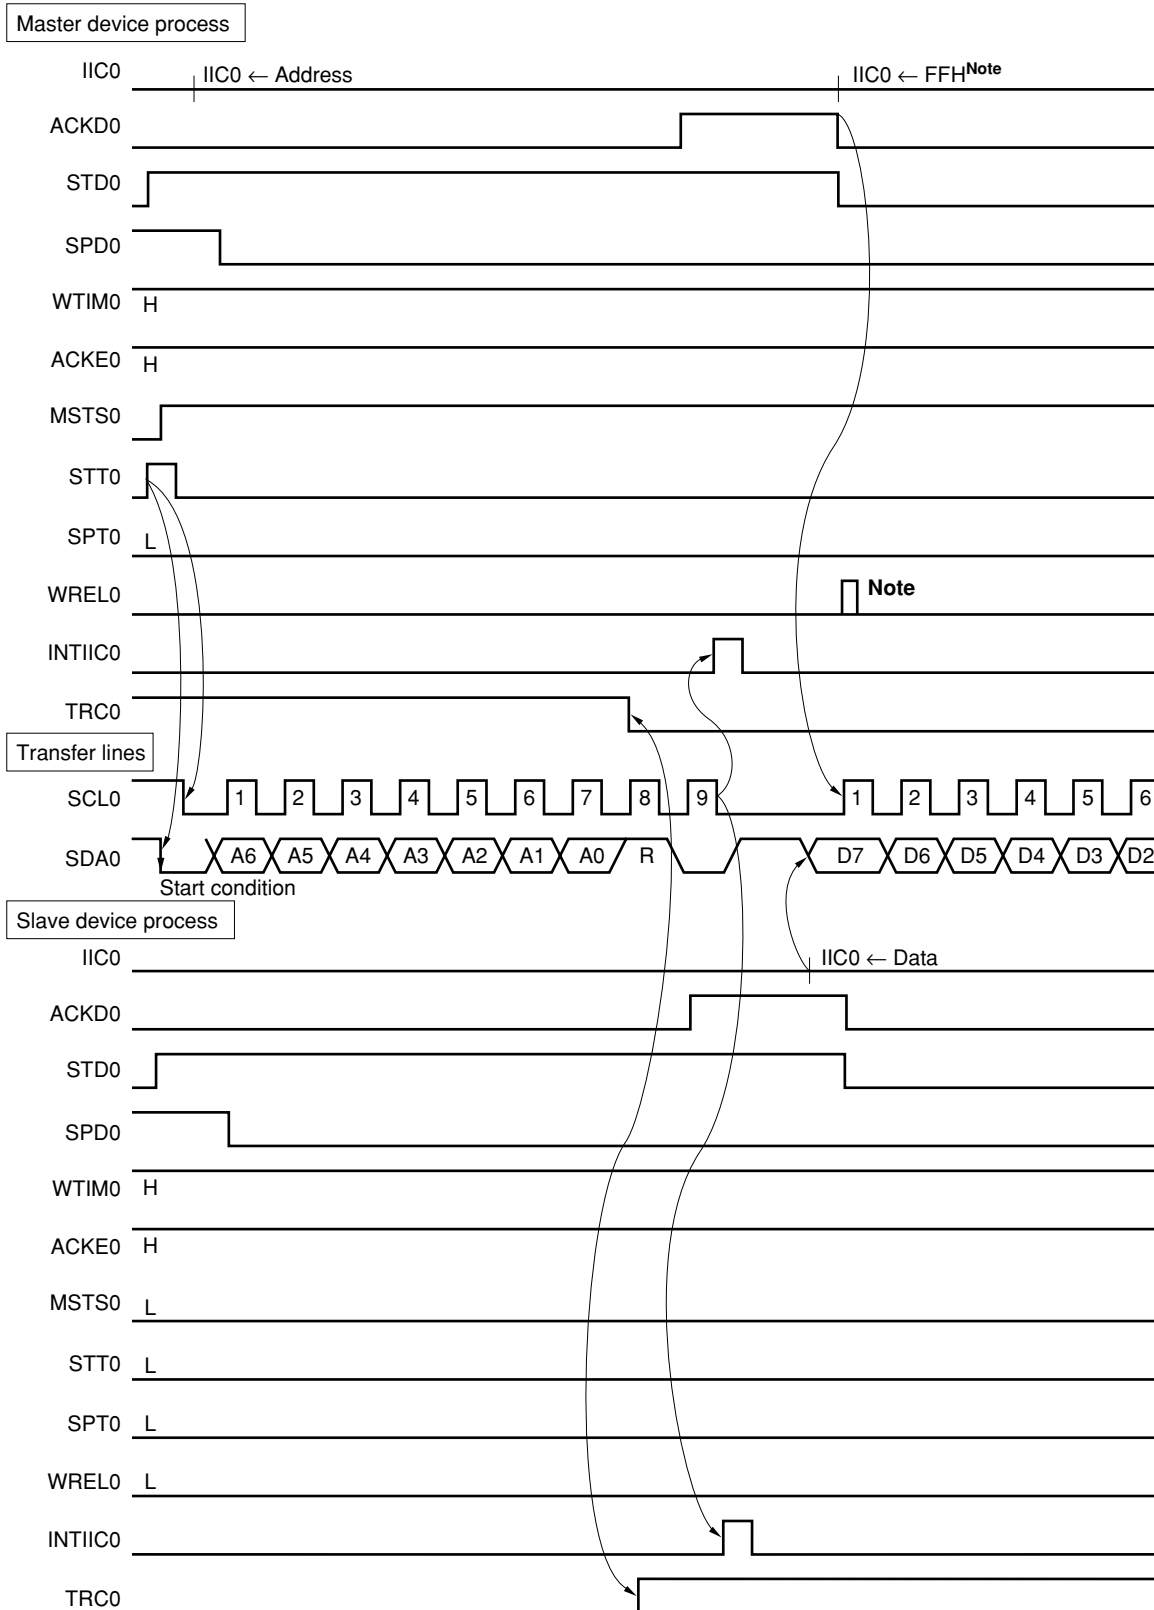 Master device process
IIC0 IIC0 ← Address IIC0 ← FFH Note
ACKD0
STD0
SPD0
WTIM0 H
ACKE0 H
MSTS0
STT0
SPT0 L
WREL0 Note
INTIIC0
TRC0
Transfer lines
SCL0 1 2 3 4 5 6 7 8 9 1 2 3 4 5 6
SDA0 A6 A5 A4 A3 A2 A1 A0 R D7 D6 D5 D4 D3 D2
Start condition
Slave device process
IIC0 IIC0 ← Data
ACKD0
STD0
SPD0
WTIM0 H
ACKE0 H
MSTS0 L
STT0 L
SPT0 L
WREL0 L
INTIIC0
TRC0